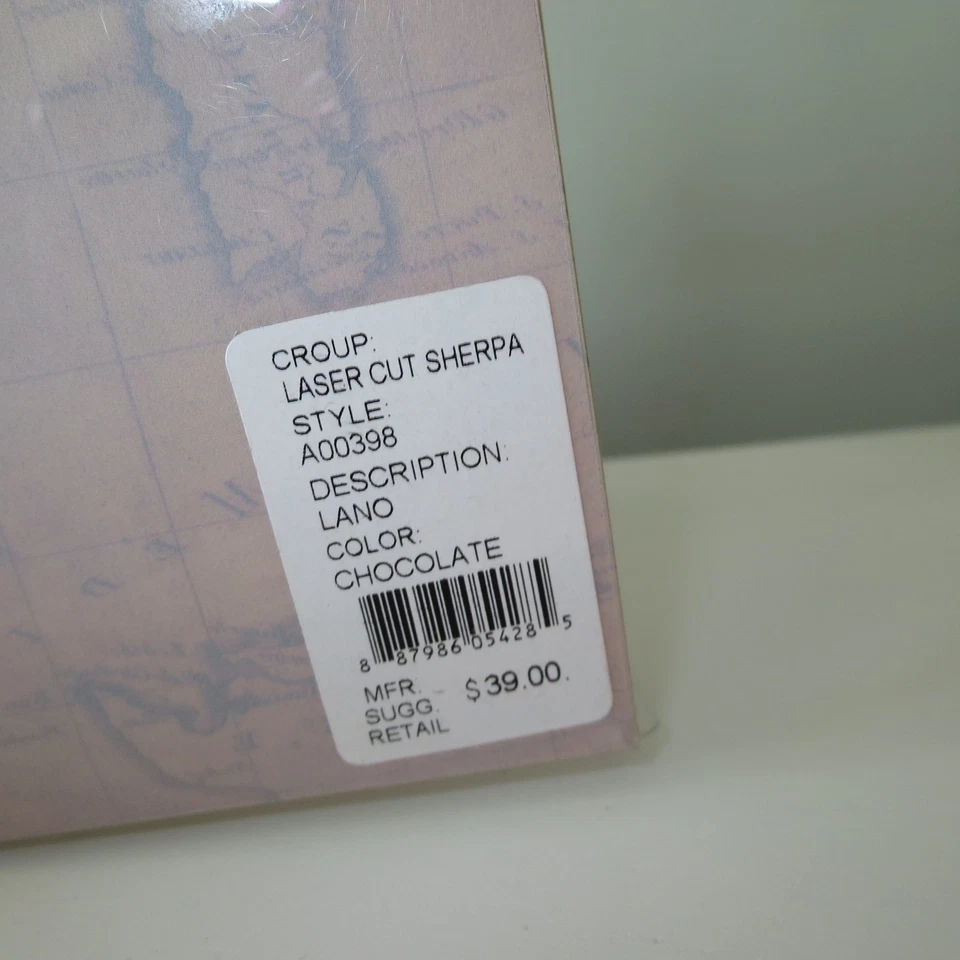 CROUP:
LASER CUT SHERPA
STYLE:
A00398
DESCRIPTION:
LANO
COLOR:
CHOCOLATE
8 87986 05428 5
MFR. $39.00.
SUGG.
RETAIL